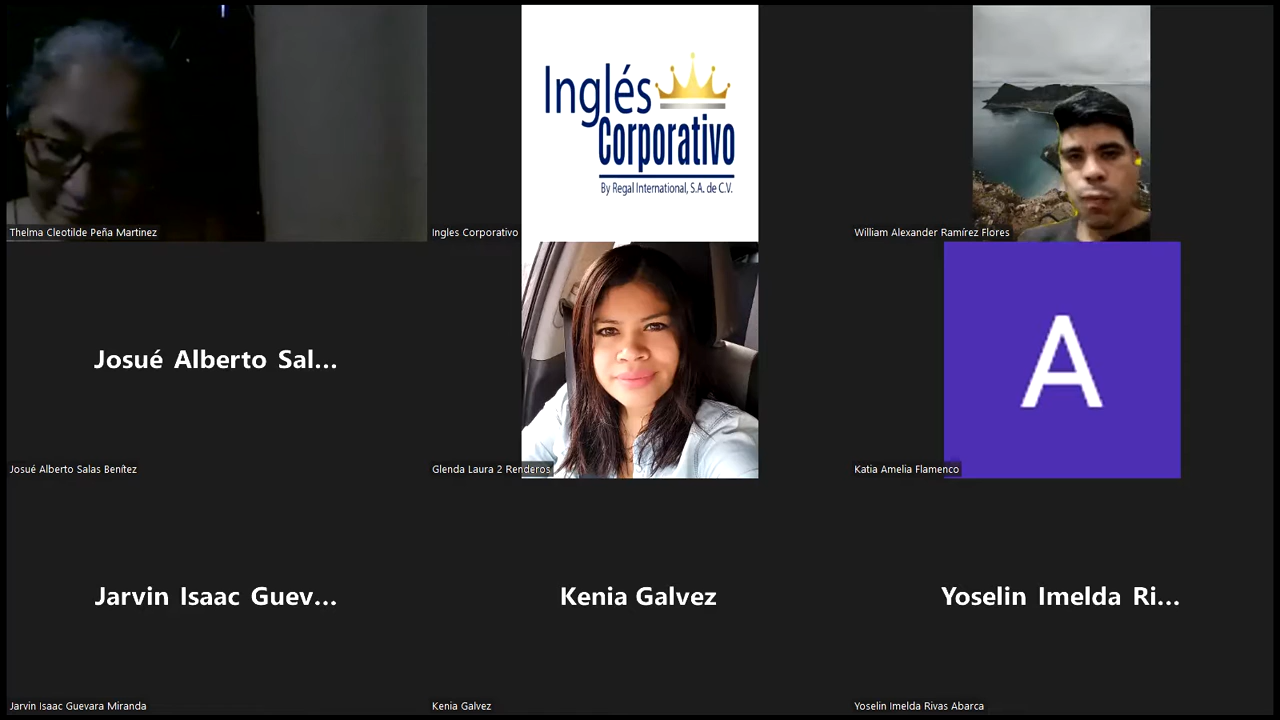 Inglés
Corporativo
By Regal International, S.A. de C.V.
Thelma Cleotilde Peña Martinez
Ingles Corporativo
William Alexander Ramírez Flores
Josué Alberto Sal...
A
Josué Alberto Salas Benítez
Glenda Laura 2 Renderos
Katia Amelia Flamenco
Jarvin Isaac Guev...
Kenia Galvez
Yoselin Imelda Ri...
Jarvin Isaac Guevara Miranda
Kenia Galvez
Yoselin Imelda Rivas Abarca